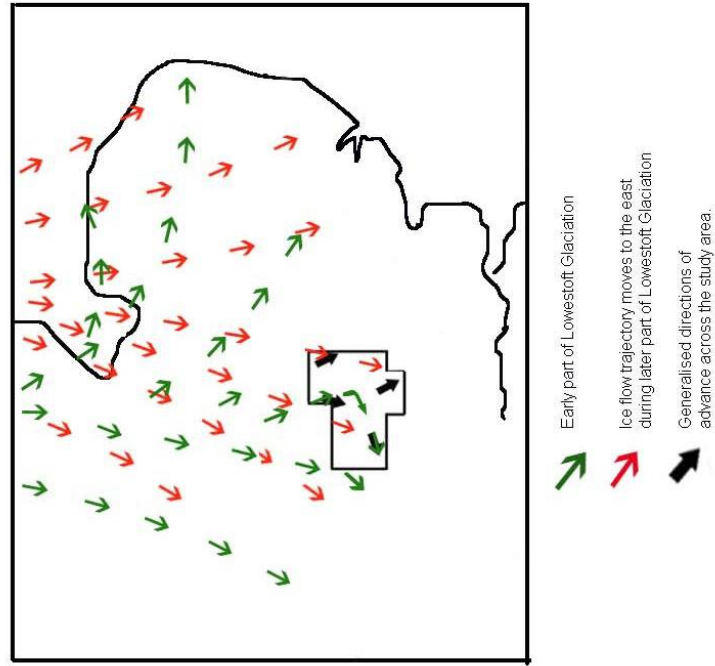 Early part of Lowestoft Glaciation
Ice flow trajectory moves to the east
during later part of Lowestoft Glaciation
Generalised directions of
advance across the study area.